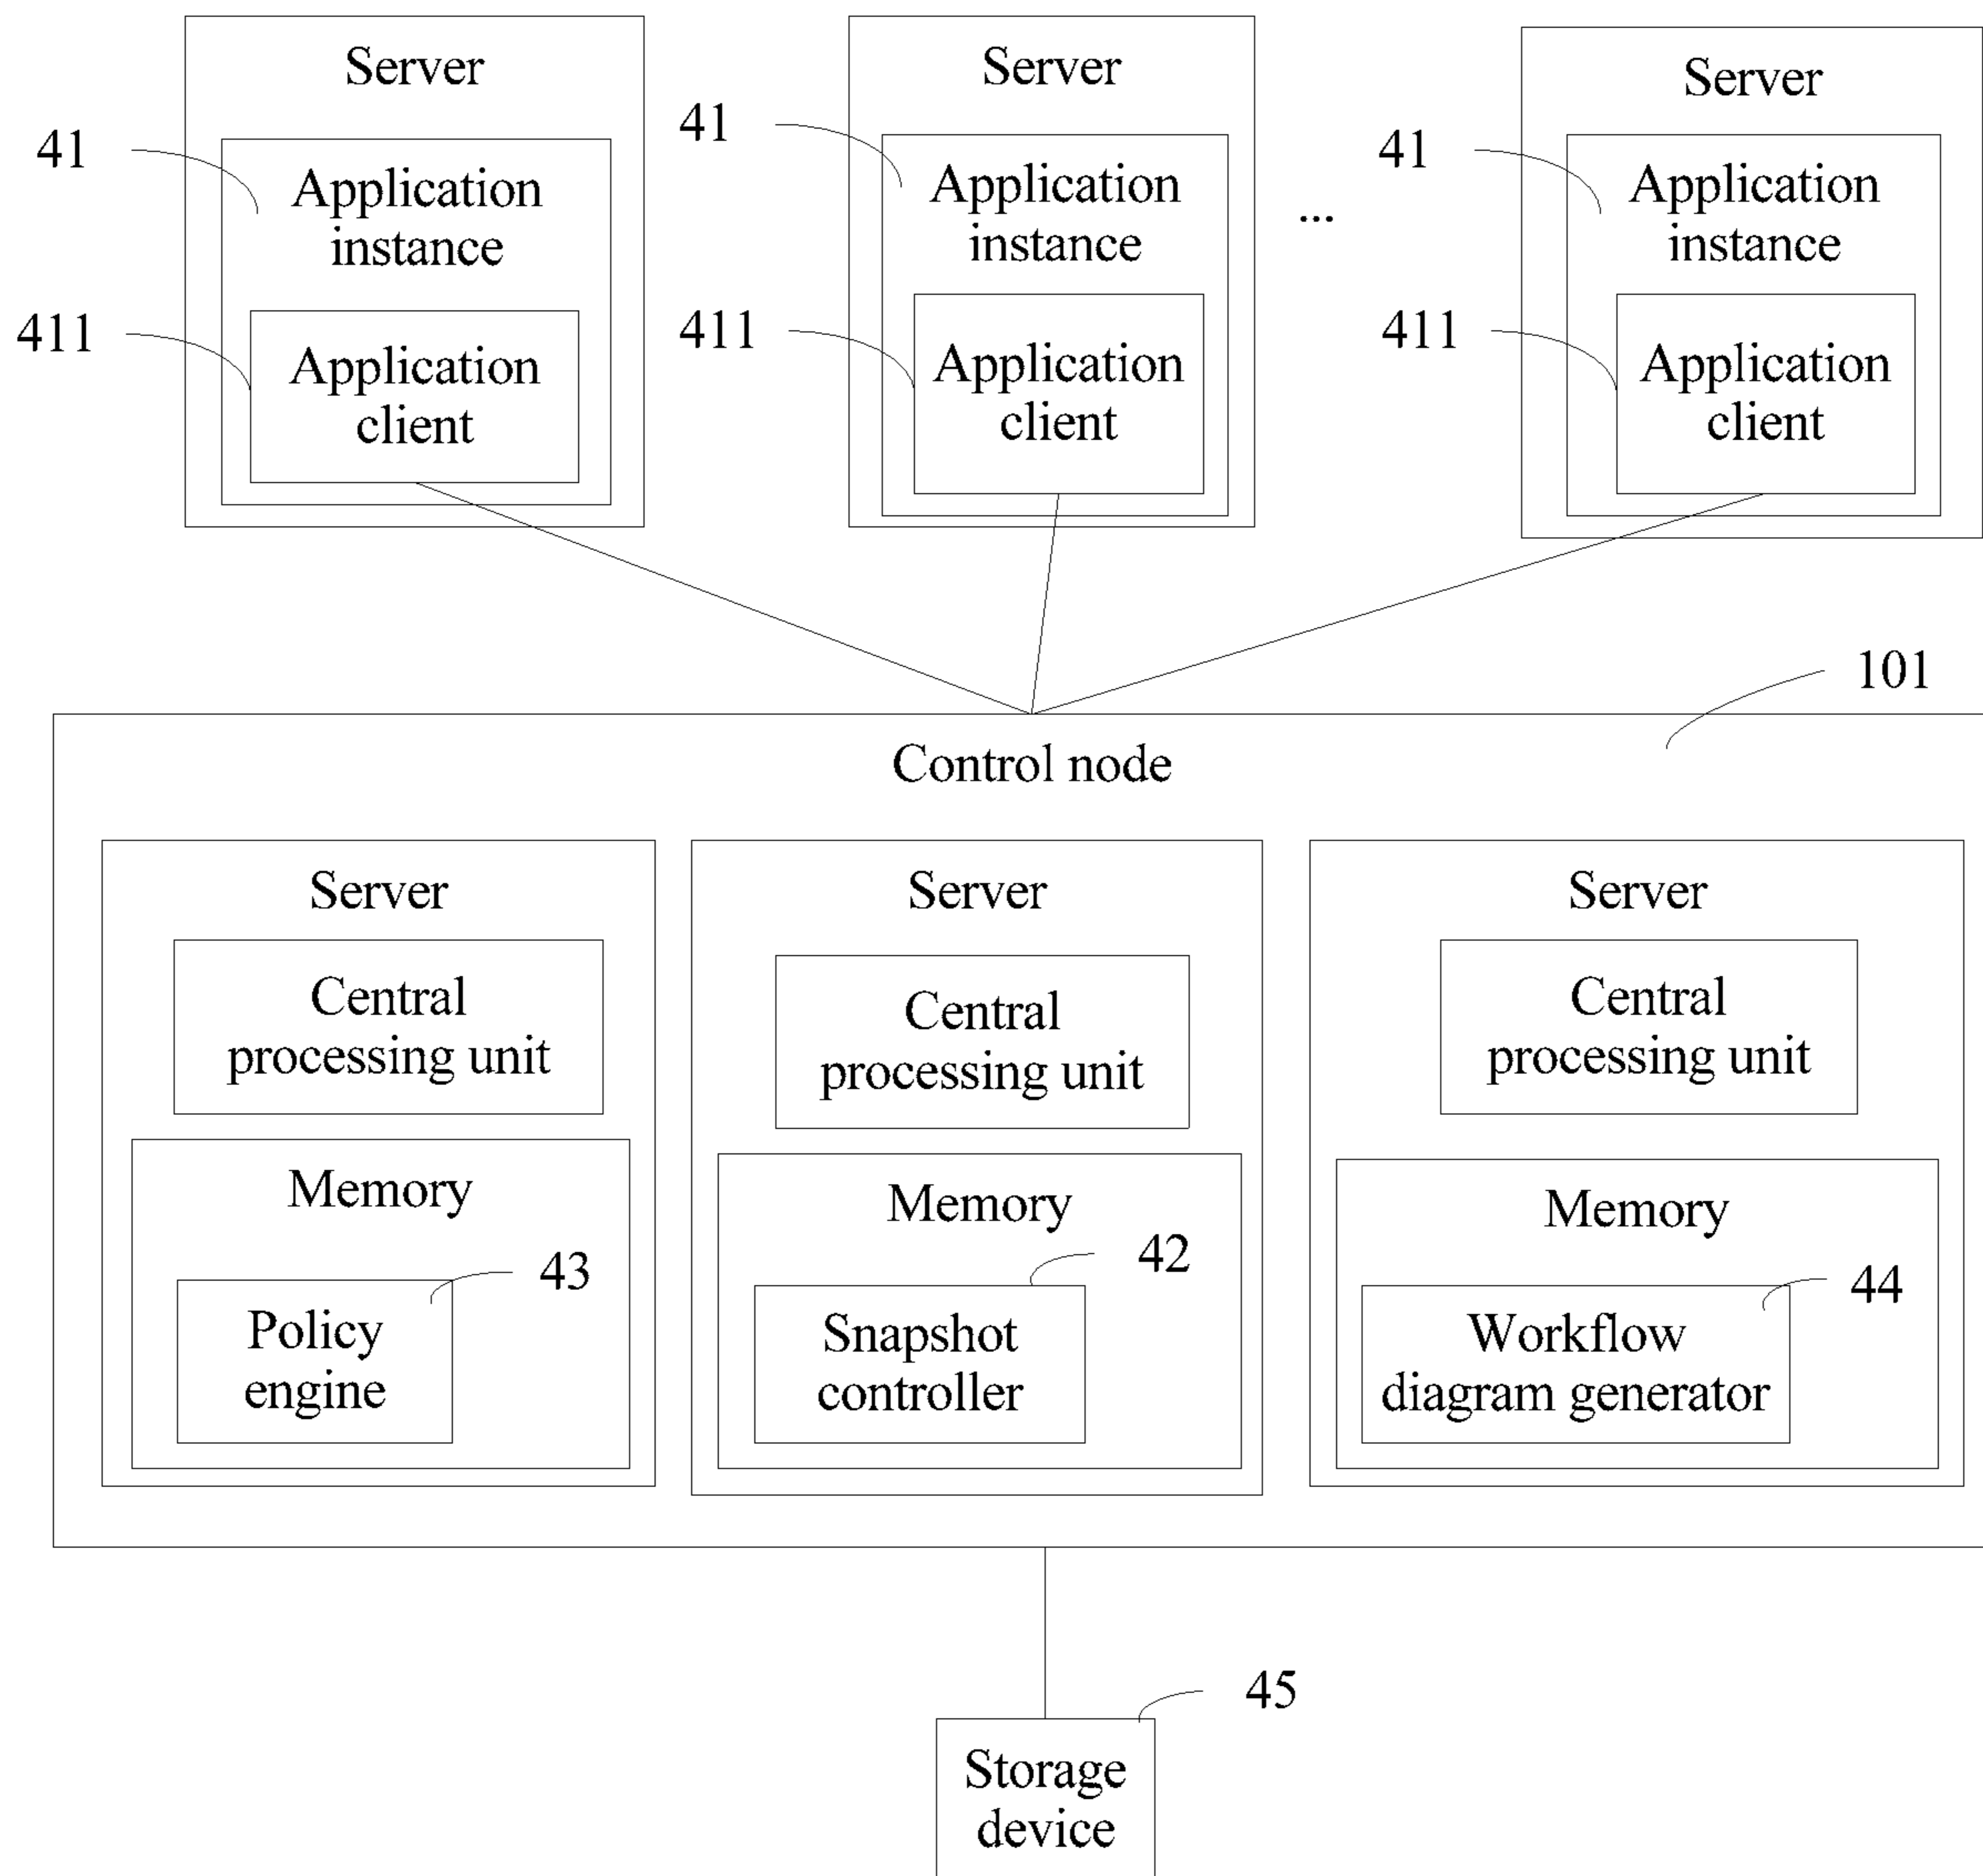 Server
41
Application
instance
411
Application
client
Server
41
Application
instance
411
Application
client
...
Server
41
Application
instance
411
Application
client
101
Control node
Server
Central
processing unit
Memory
43
Policy
engine
Server
Central
processing unit
Memory
42
Snapshot
controller
Server
Central
processing unit
Memory
44
Workflow
diagram generator
45
Storage
device